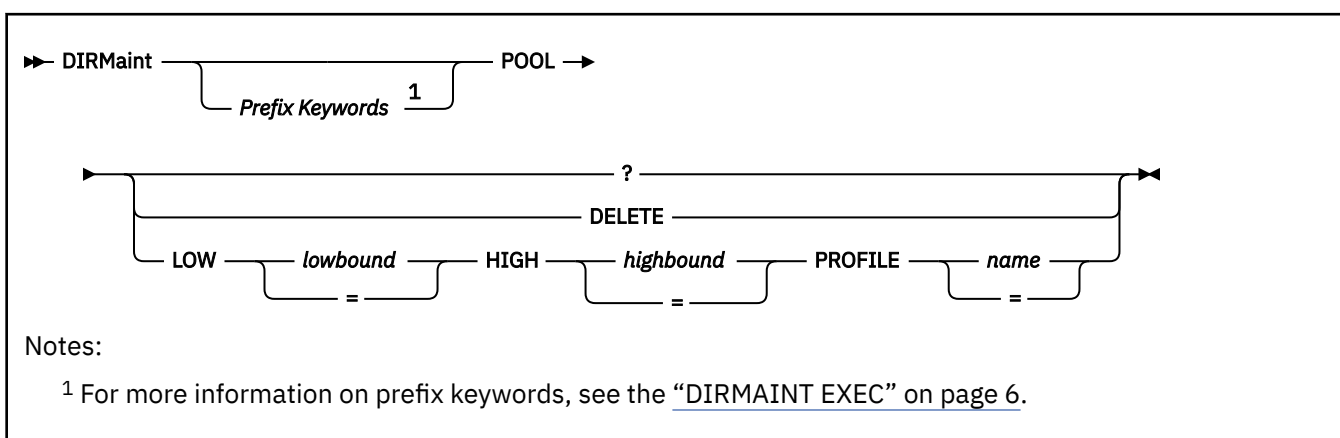 DIRMaint POOL
Prefix Keywords 1
?
DELETE
LOW lowbound HIGH highbound PROFILE name
= = =
Notes:
1 For more information on prefix keywords, see the “DIRMAINT EXEC” on page 6.